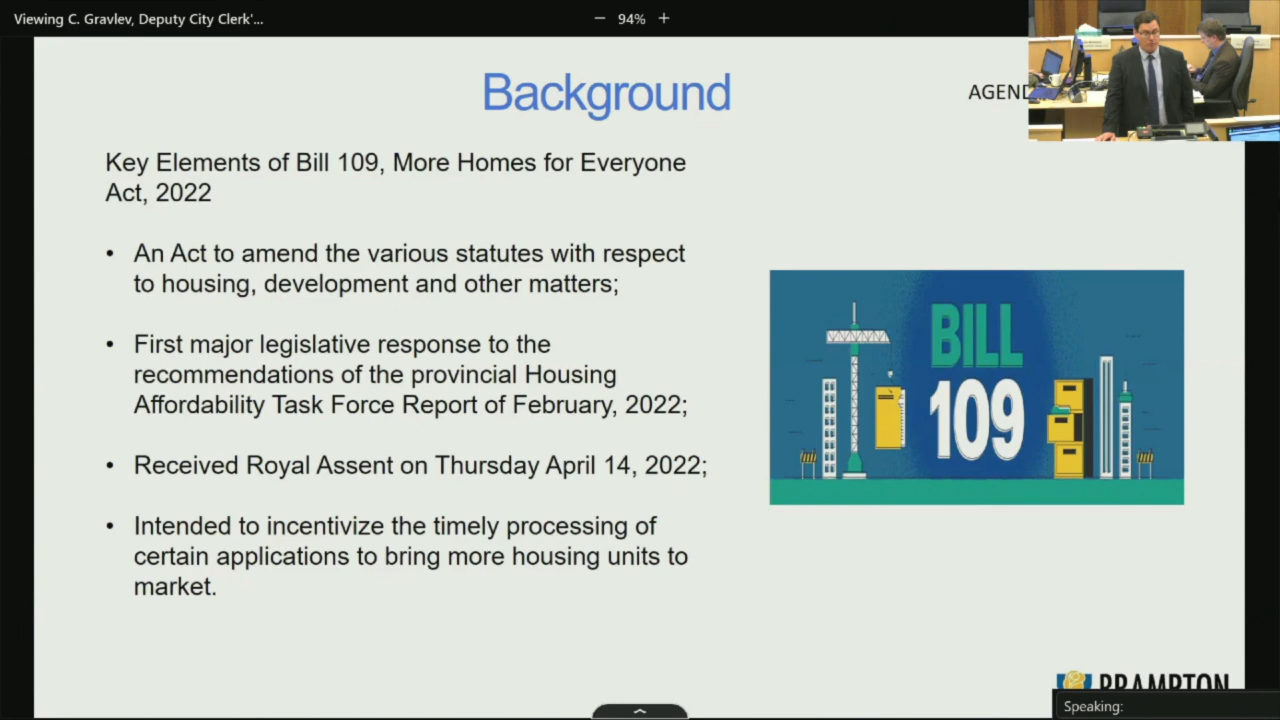 Viewing C. Gravlev, Deputy City Clerk'...
94%
Background
AGEND
Key Elements of Bill 109, More Homes for Everyone
Act, 2022
• An Act to amend the various statutes with respect
to housing, development and other matters;
• First major legislative response to the
recommendations of the provincial Housing
Affordability Task Force Report of February, 2022;
• Received Royal Assent on Thursday April 14, 2022;
• Intended to incentivize the timely processing of
certain applications to bring more housing units to
market.
BILL
109
BRAMPTON
Speaking: